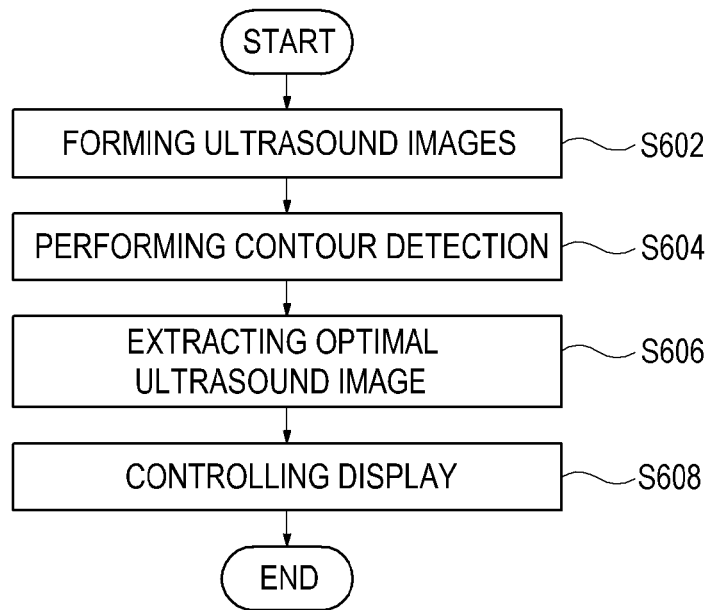 START
FORMING ULTRASOUND IMAGES
S602
PERFORMING CONTOUR DETECTION
S604
EXTRACTING OPTIMAL
ULTRASOUND IMAGE
S606
CONTROLLING DISPLAY
S608
END